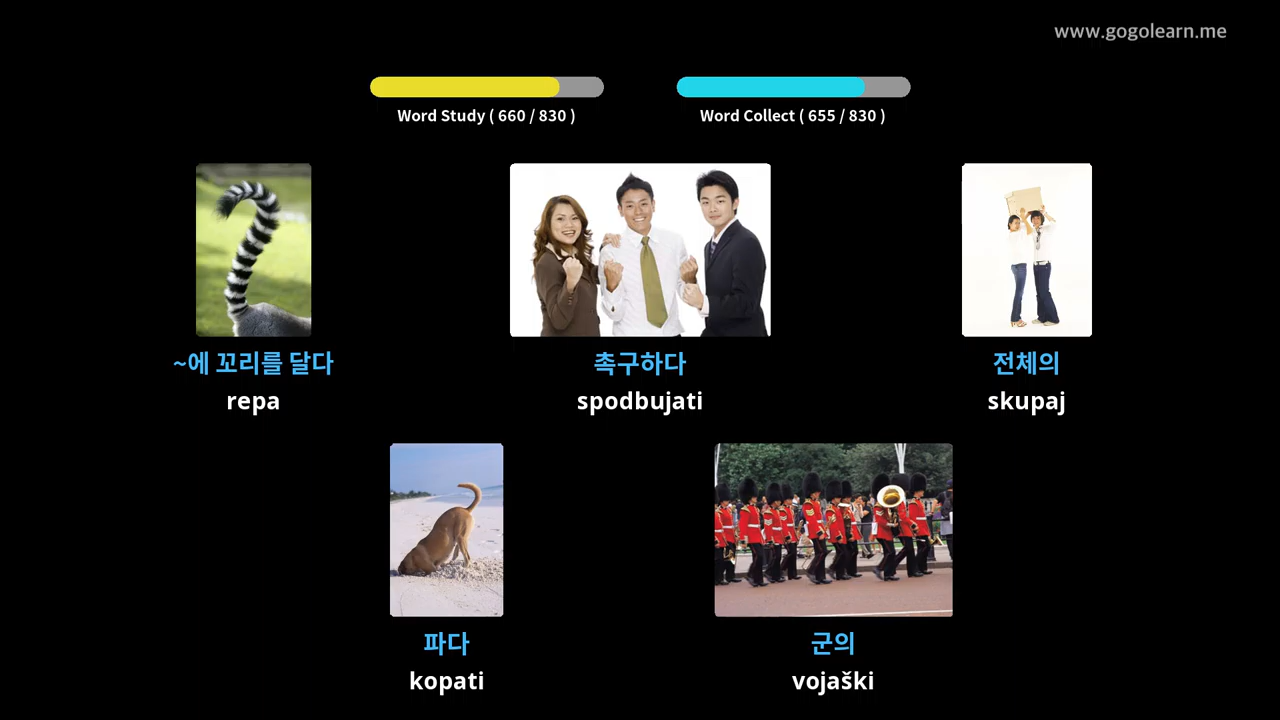 www.gogolearn.me
Word Study ( 660 / 830 )
Word Collect ( 655 / 830 )
~에 꼬리를 달다
repa
촉구하다
spodbujati
전체의
skupaj
파다
kopati
군의
vojaški